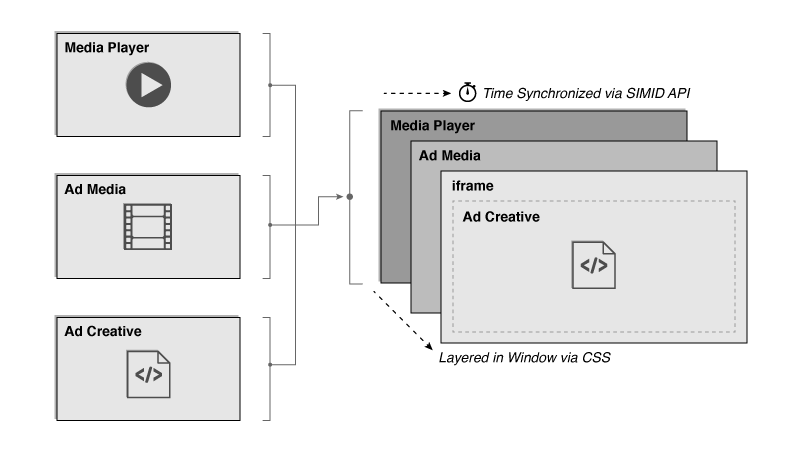 Media Player
Ad Media
Ad Creative
</>
Time Synchronized via SIMID API
Media Player
Ad Media
iframe
Ad Creative
</>
Layered in Window via CSS